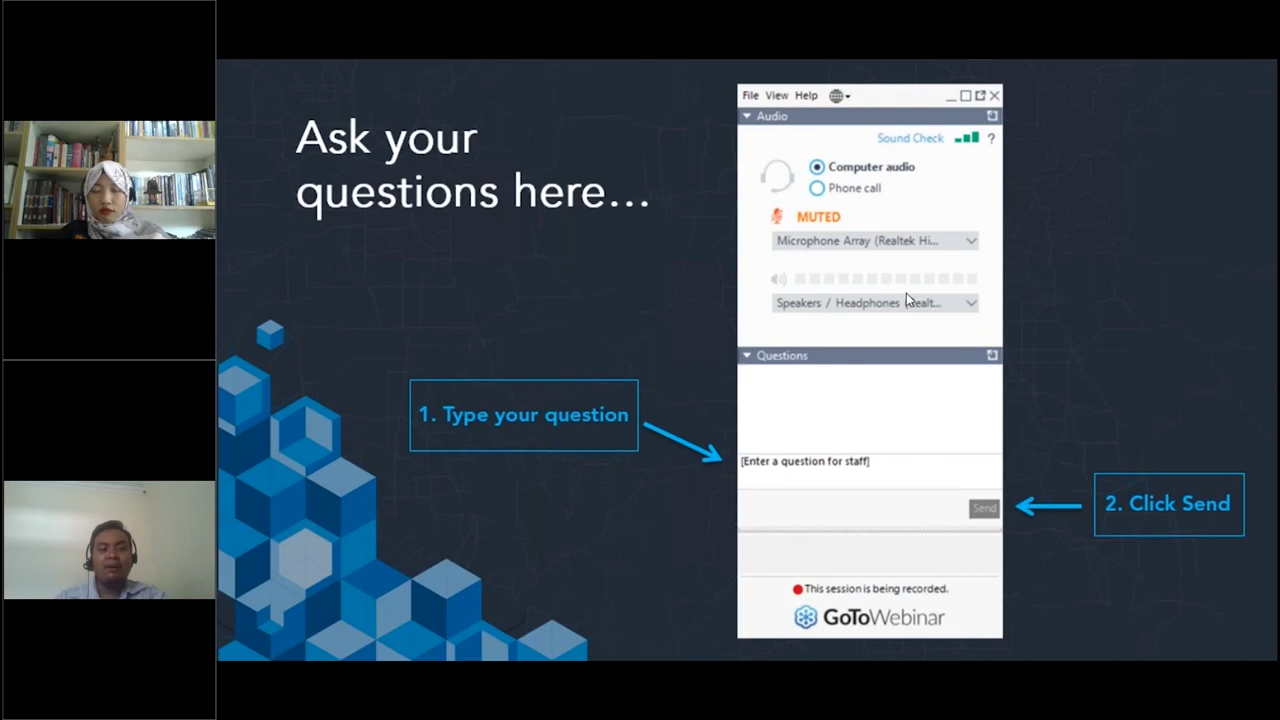 Ask your
questions here...
1. Type your question
File View Help
Audio
Sound Check ?
Computer audio
Phone call
MUTED
Microphone Array (Realtek Hi...
Speakers / Headphones (Realt...
Questions
[Enter a question for staff]
Send
2. Click Send
This session is being recorded.
GoToWebinar